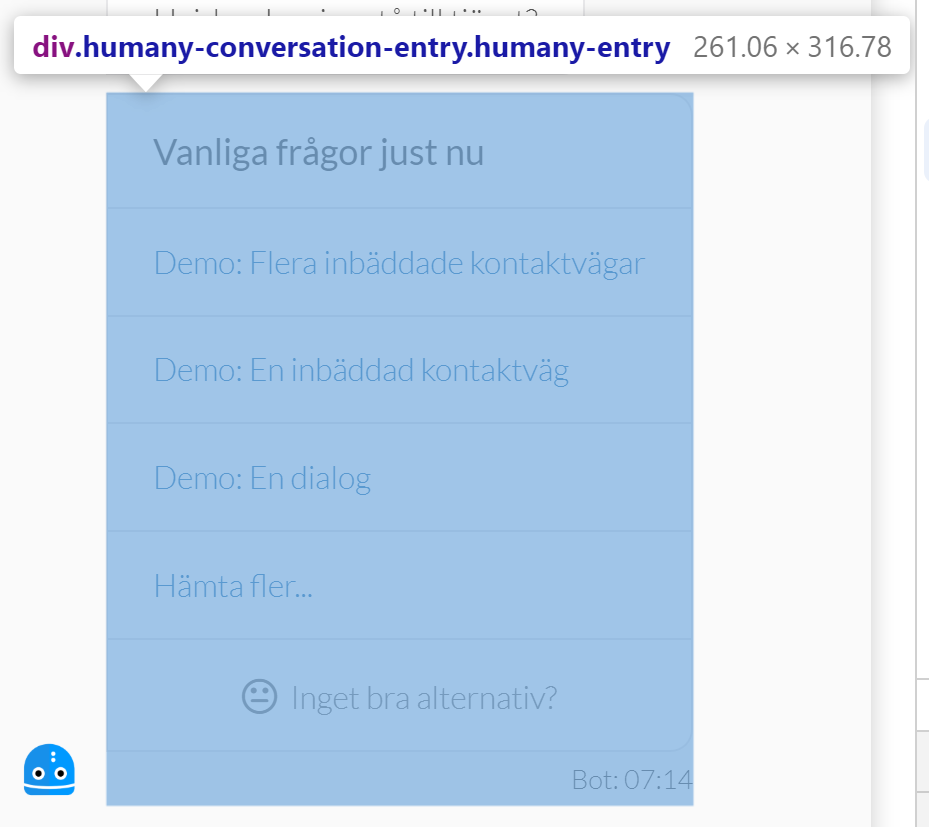 div.humany-conversation-entry.humany-entry 261.06 × 316.78
Vanliga frågor just nu
Demo: Flera inbäddade kontaktvägar
Demo: En inbäddad kontaktväg
Demo: En dialog
Hämta fler...
Inget bra alternativ?
Bot: 07:14